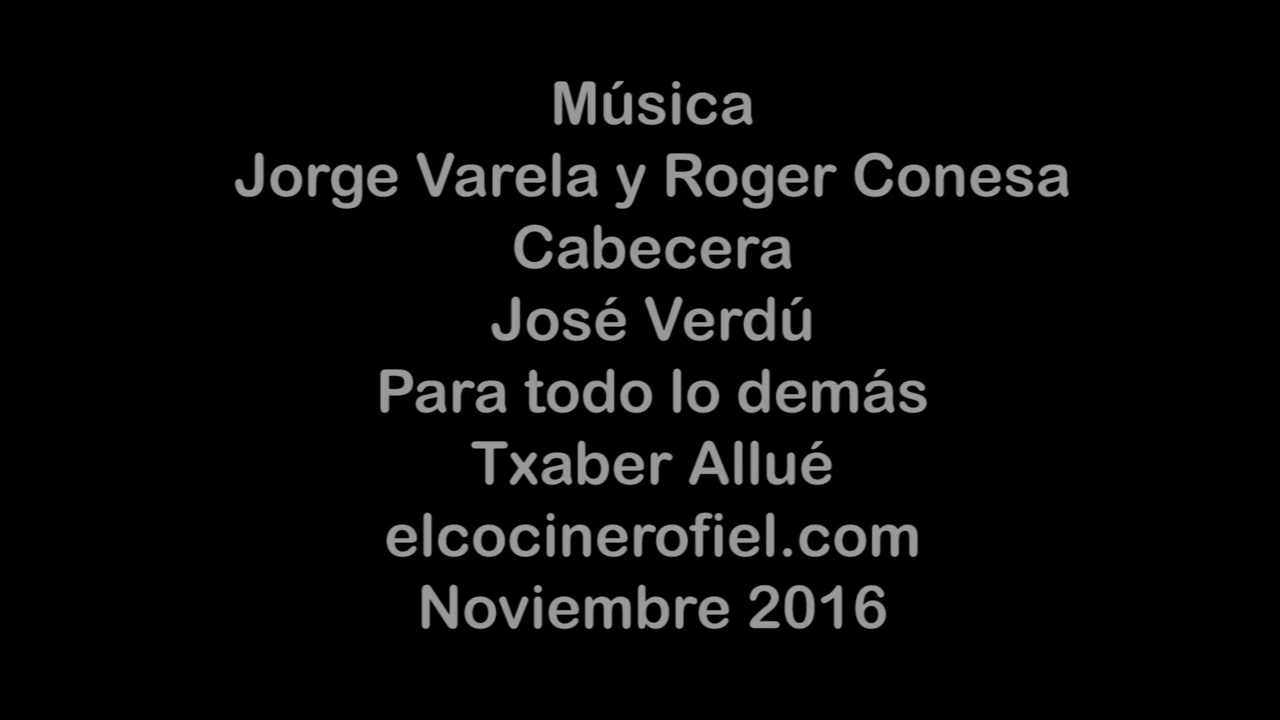 Música
Jorge Varela y Roger Conesa
Cabecera
José Verdú
Para todo lo demás
Txaber Allué
elcocinerofiel.com
Noviembre 2016